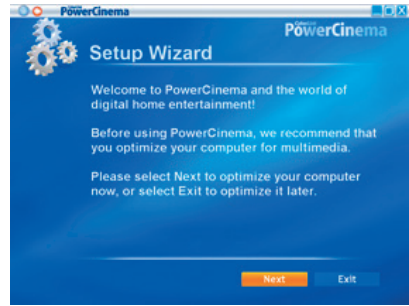 PowerCinema
CyberLink
PowerCinema
Setup Wizard
Welcome to PowerCinema and the world of
digital home entertainment!
Before using PowerCinema, we recommend that
you optimize your computer for multimedia.
Please select Next to optimize your computer
now, or select Exit to optimize it later.
Next Exit